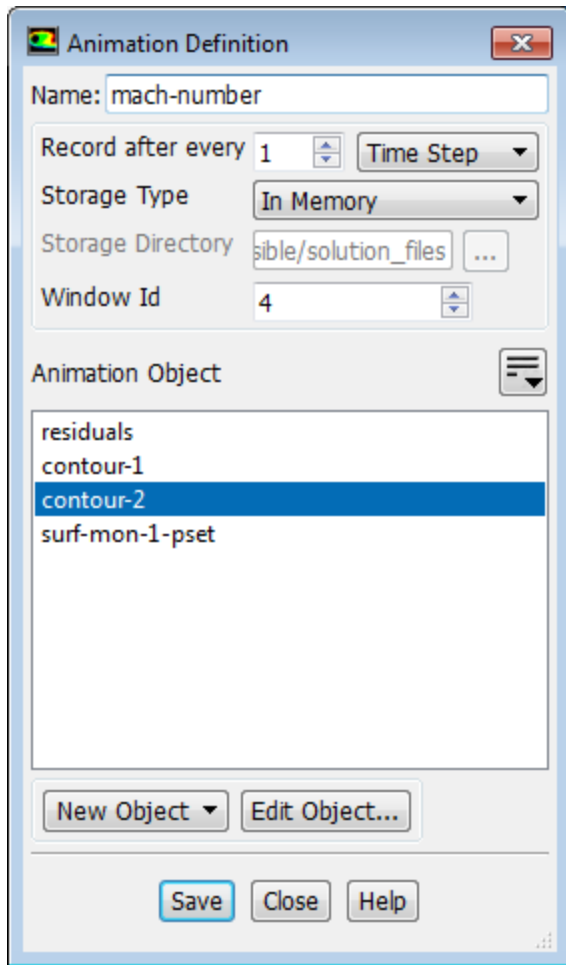 Animation Definition
Name: mach-number
Record after every 1 Time Step
Storage Type In Memory
Storage Directory sible/solution_files ...
Window Id 4
Animation Object
residuals
contour-1
contour-2
surf-mon-1-pset
New Object Edit Object...
Save Close Help